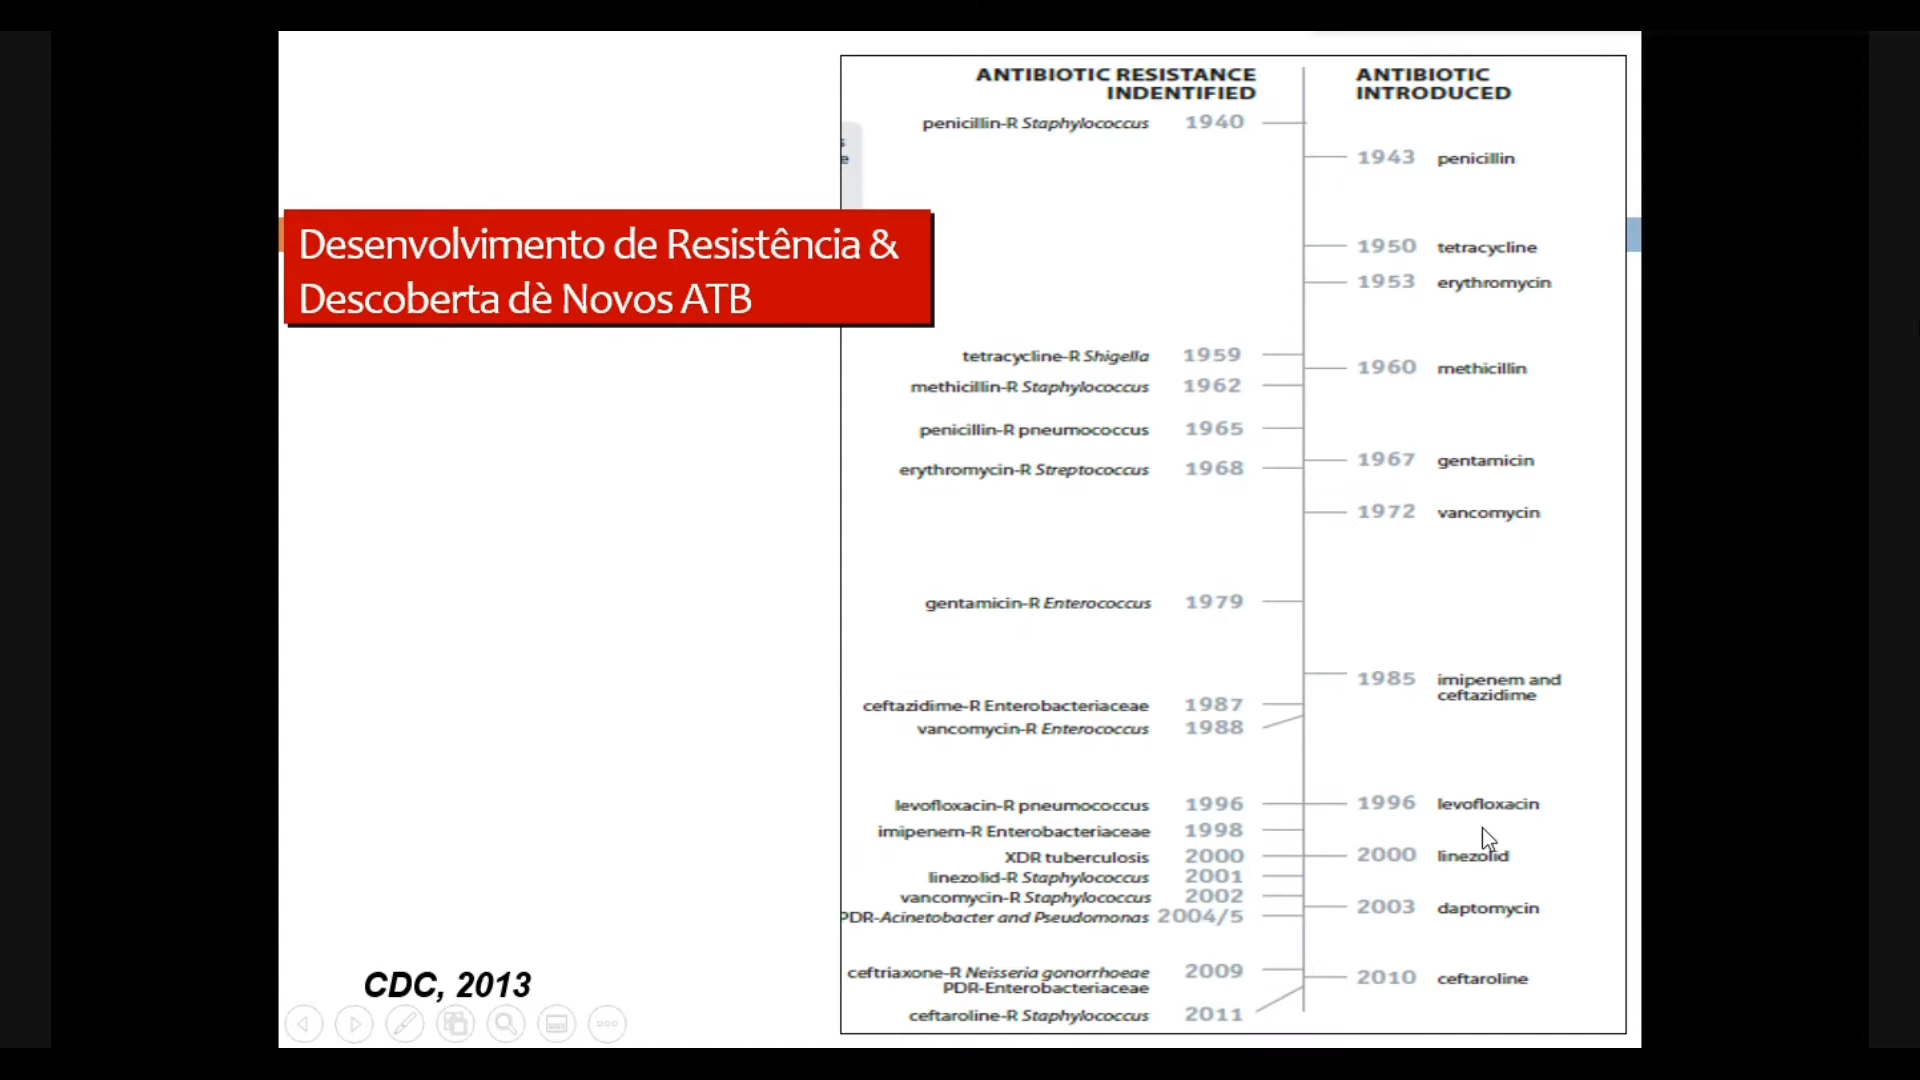 ANTIBIOTIC RESISTANCE
INDENTIFIED
ANTIBIOTIC
INTRODUCED
penicillin-R Staphylococcus 1940
1943 penicillin
Desenvolvimento de Resistência &
Descoberta dè Novos ATB
1950 tetracycline
1953 erythromycin
tetracycline-R Shigella 1959
1960 methicillin
methicillin-R Staphylococcus 1962
penicillin-R pneumococcus 1965
1967 gentamicin
erythromycin-R Streptococcus 1968
1972 vancomycin
gentamicin-R Enterococcus 1979
1985 imipenem and
ceftazidime
ceftazidime-R Enterobacteriaceae 1987
vancomycin-R Enterococcus 1988
levofloxacin-R pneumococcus 1996
1996 levofloxacin
imipenem-R Enterobacteriaceae 1998
XDR tuberculosis 2000
2000 linezolid
linezolid-R Staphylococcus 2001
vancomycin-R Staphylococcus 2002
2003 daptomycin
PDR-Acinetobacter and Pseudomonas 2004/5
ceftriaxone-R Neisseria gonorrhoeae 2009
PDR-Enterobacteriaceae
2010 ceftaroline
ceftaroline-R Staphylococcus 2011
CDC, 2013